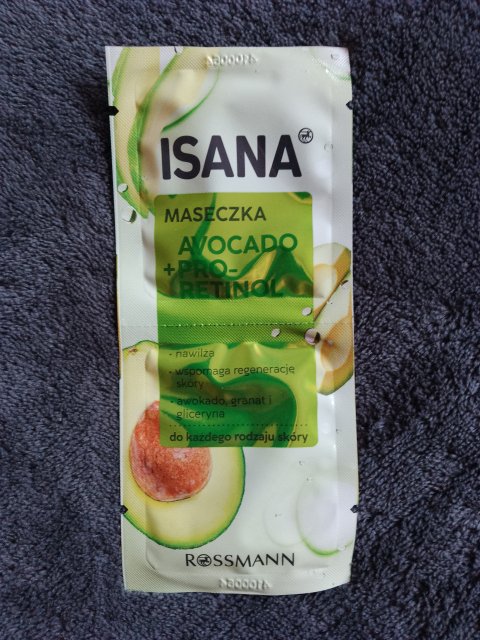 ISANA
MASECZKA
AVOCADO
+PRO-
RETINOL
• nawilża
• wspomaga regenerację
skóry
• awokado, granat i
gliceryna
do każdego rodzaju skóry
ROSSMANN